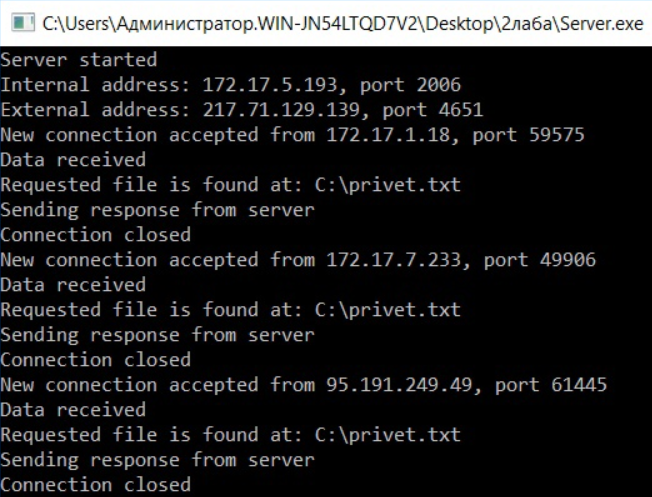 C:\Users\Администратор.WIN-JN54LTQD7V2\Desktop\2лаба\Server.exe
Server started
Internal address: 172.17.5.193, port 2006
External address: 217.71.129.139, port 4651
New connection accepted from 172.17.1.18, port 59575
Data received
Requested file is found at: C:\privet.txt
Sending response from server
Connection closed
New connection accepted from 172.17.7.233, port 49906
Data received
Requested file is found at: C:\privet.txt
Sending response from server
Connection closed
New connection accepted from 95.191.249.49, port 61445
Data received
Requested file is found at: C:\privet.txt
Sending response from server
Connection closed